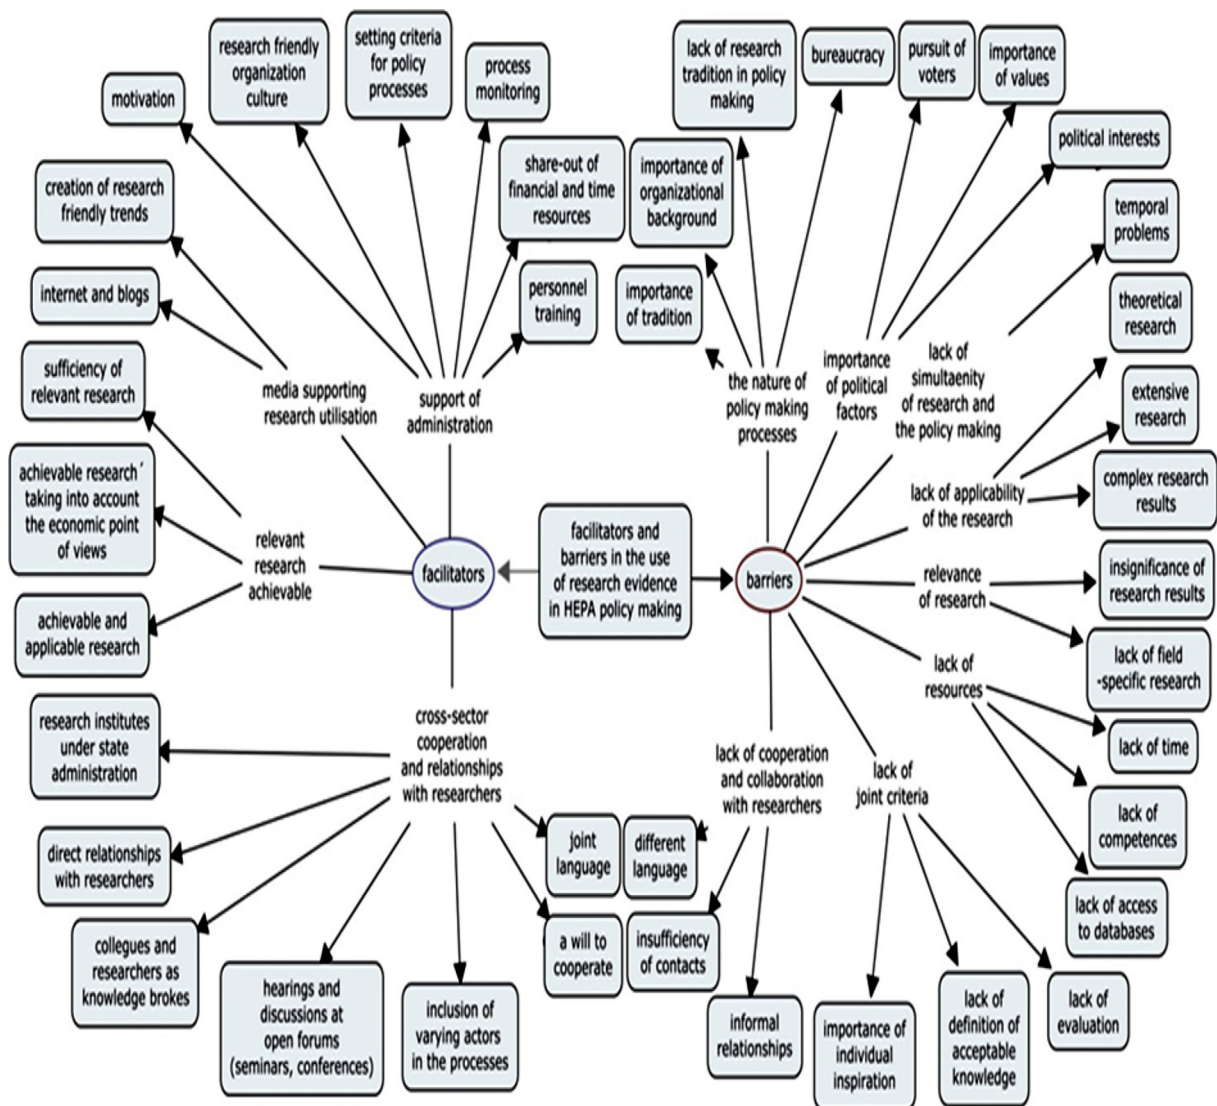 research friendly
organization
culture
setting criteria
for policy
processes
process
monitoring
motivation
share-out of
financial and time
resources
creation of research
friendly trends
internet and blogs
personnel
training
sufficiency of
relevant research
media supporting
research utilisation
support of
administration
achievable research´
taking into account
the economic point
of views
relevant
research
achievable
facilitators
achievable and
applicable research
facilitators and
barriers in the use
of research evidence
in HEPA policy making
research institutes
under state
administration
cross-sector
cooperation
and relationships
with researchers
direct relationships
with researchers
collegues and
researchers as
knowledge brokes
hearings and
discussions at
open forums
(seminars, conferences)
inclusion of
varying actors
in the processes
joint
language
a will to
cooperate
lack of research
tradition in policy
making
bureaucracy
pursuit of
voters
importance
of values
political interests
importance of
organizational
background
importance
of tradition
temporal
problems
theoretical
research
the nature of
policy making
processes
importance
of political
factors
lack of
simultaenity
of research and
the policy making
extensive
research
complex research
results
lack of applicability
of the research
barriers
relevance
of research
insignificance of
research results
lack of field
-specific research
lack of
resources
lack of time
lack of
competences
lack of access
to databases
lack of cooperation
and collaboration
with researchers
lack of
joint criteria
different
language
insufficiency
of contacts
informal
relationships
importance of
individual
inspiration
lack of
definition of
acceptable
knowledge
lack of
evaluation